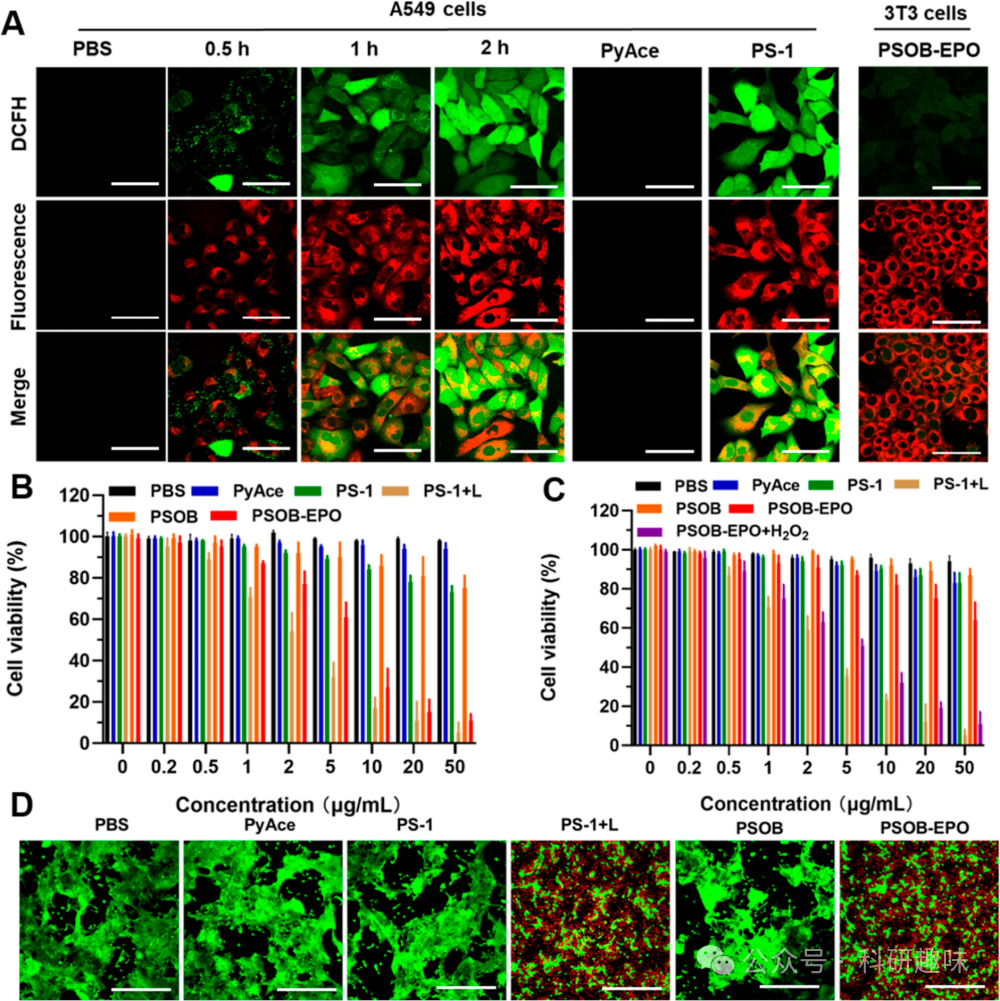 A
A549 cells
3T3 cells
PBS 0.5 h 1 h 2 h PyAce PS-1 PSOB-EPO
DCFH
Fluorescence
Merge
B
PBS PyAce PS-1 PS-1+L
PSOB PSOB-EPO
Cell viability (%)
120
100
80
60
40
20
0
0 0.2 0.5 1 2 5 10 20 50
Concentration (μg/mL)
C
PBS PyAce PS-1 PS-1+L
PSOB PSOB-EPO
PSOB-EPO+H₂O₂
Cell viability (%)
120
100
80
60
40
20
0
0 0.2 0.5 1 2 5 10 20 50
Concentration (μg/mL)
D
PBS PyAce PS-1 PS-1+L PSOB PSOB-EPO
公众号 · 科研趣味